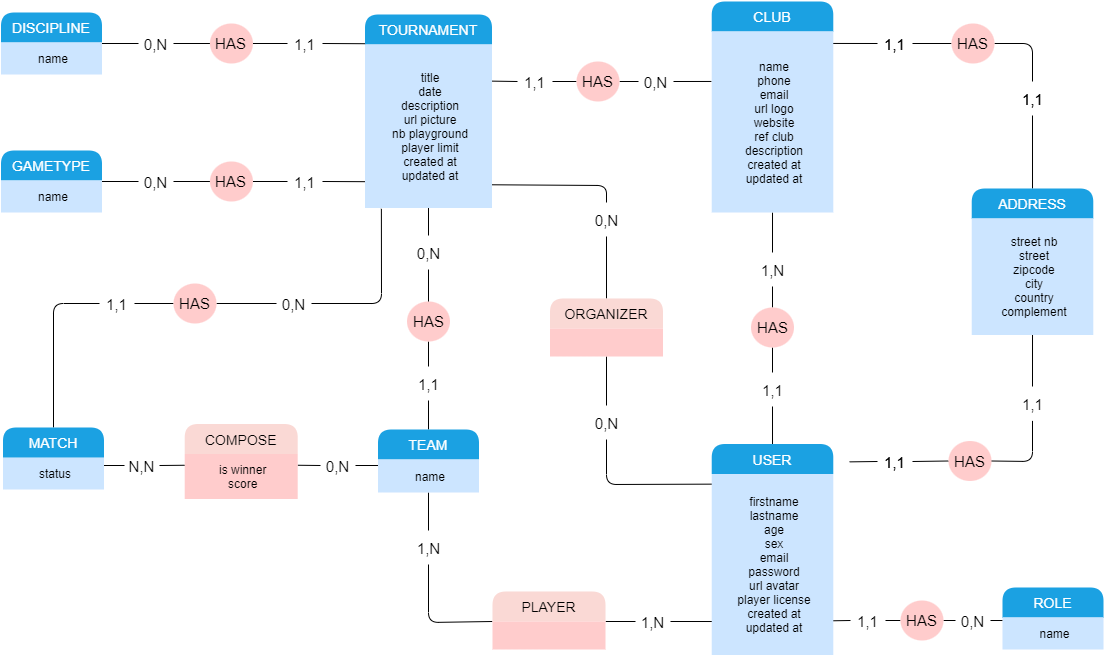 DISCIPLINE
name
0,N
HAS
1,1
TOURNAMENT
title
date
description
url picture
nb playground
player limit
created at
updated at
1,1
HAS
0,N
CLUB
name
phone
email
url logo
website
ref club
description
created at
updated at
1,1
HAS
1,1
GAMETYPE
name
0,N
HAS
1,1
ADDRESS
street nb
street
zipcode
city
country
complement
0,N
0,N
1,N
1,1
HAS
0,N
HAS
ORGANIZER
HAS
1,1
1,1
1,1
0,N
MATCH
status
N,N
COMPOSE
is winner
score
0,N
TEAM
name
USER
firstname
lastname
age
sex
email
password
url avatar
player license
created at
updated at
1,1
HAS
1,N
PLAYER
1,N
1,1
HAS
0,N
ROLE
name